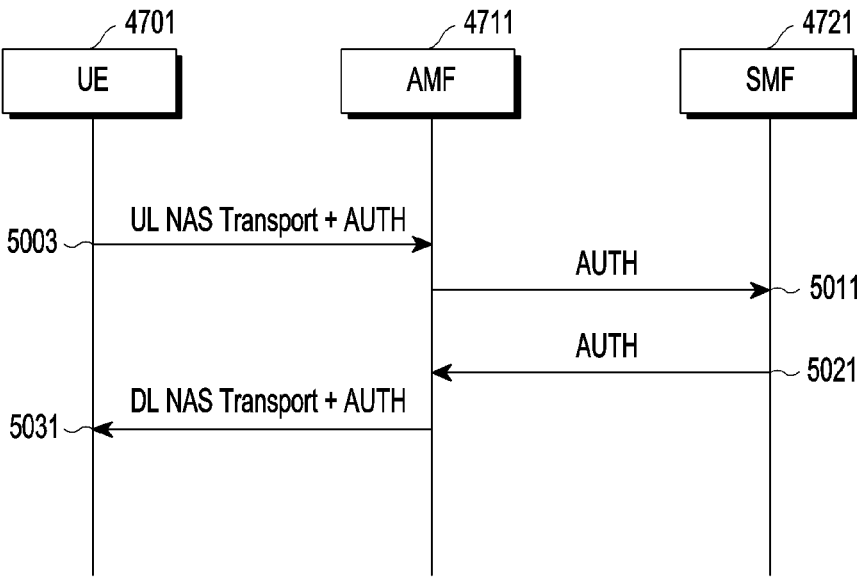 4701
4711
4721
UE
AMF
SMF
UL NAS Transport + AUTH
5003
AUTH
5011
AUTH
5021
DL NAS Transport + AUTH
5031